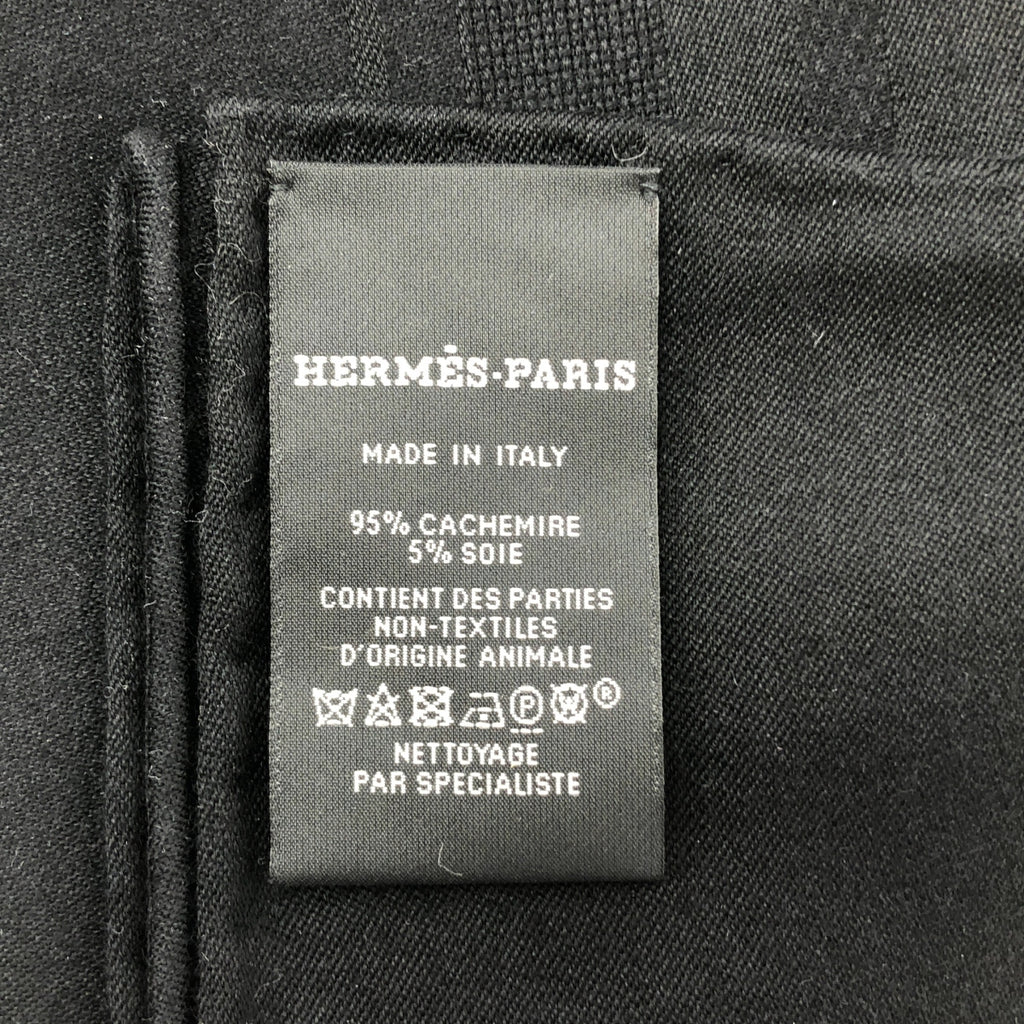 HERMÈS-PARIS
MADE IN ITALY
95% CACHEMIRE
5% SOIE
CONTIENT DES PARTIES
NON-TEXTILES
D'ORIGINE ANIMALE
P W ®
NETTOYAGE
PAR SPECIALISTE